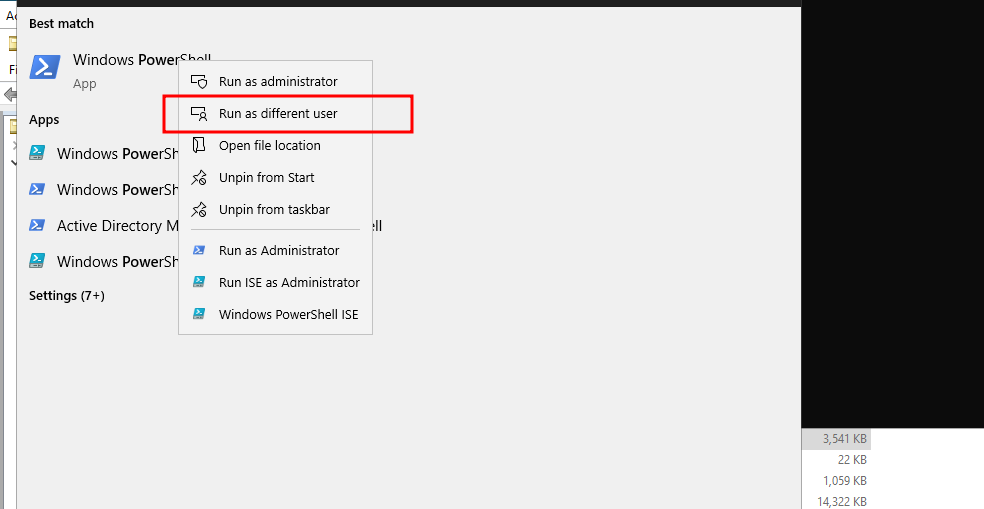 Ac
Best match
Windows PowerShell
App
Fi
Run as administrator
Run as different user
Apps
Open file location
Windows PowerSh
Unpin from Start
Windows PowerS
Unpin from taskbar
Active Directory M
ell
Run as Administrator
Windows PowerS
Run ISE as Administrator
Settings (7+)
Windows PowerShell ISE
3,541 KB
22 KB
1,059 KB
14,322 KB